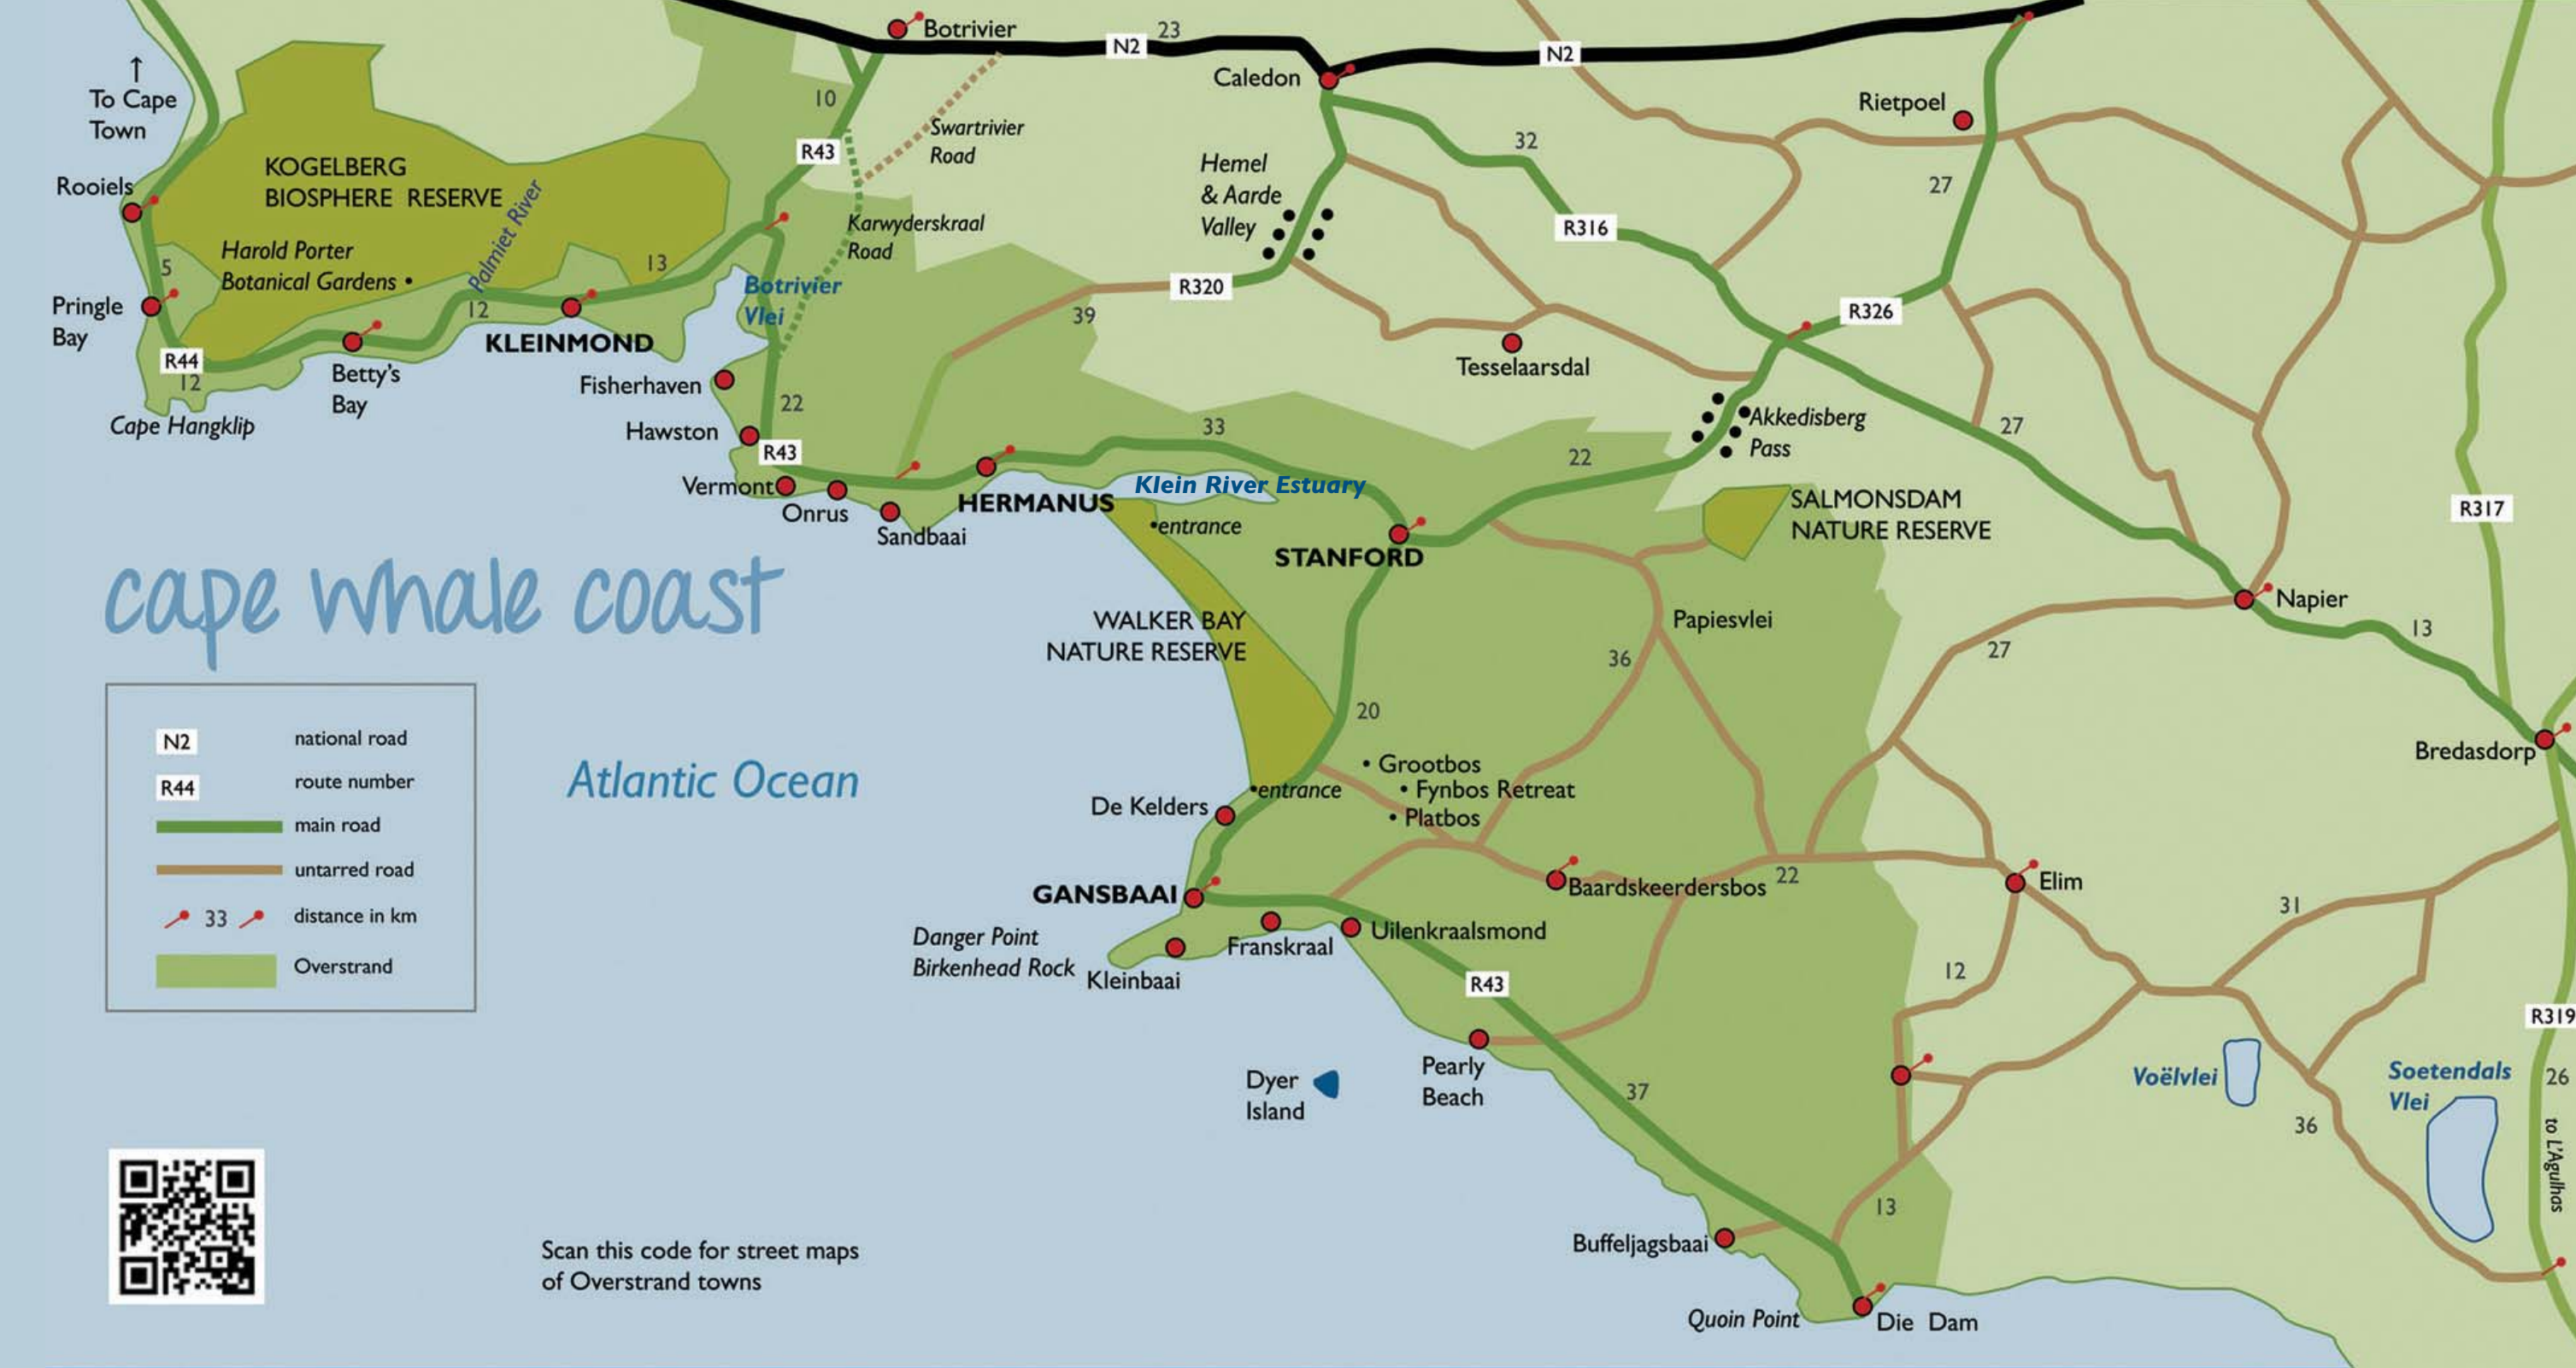 Botrivier
23
N2
N2
Caledon
↑
To Cape
Town
10
Rietpoel
Swartrivier
Road
32
R43
KOGELBERG
BIOSPHERE RESERVE
Hemel
& Aarde
Valley
Rooiels
27
Palmiet River
Karwyderskraal
Road
R316
Harold Porter
Botanical Gardens
5
13
Botrivier
Vlei
R320
Pringle
Bay
12
39
R326
KLEINMOND
R44
12
Betty's
Bay
Tesselaarsdal
Fisherhaven
22
Cape Hangklip
Hawston
33
Akkedisberg
Pass
27
R43
22
Vermont
Onrus
Sandbaai
HERMANUS
Klein River Estuary
entrance
SALMONSDAM
NATURE RESERVE
R317
STANFORD
cape whale coast
WALKER BAY
NATURE RESERVE
Papiesvlei
Napier
13
36
27
20
N2 national road
R44 route number
main road
untarred road
33 distance in km
Overstrand
Atlantic Ocean
Grootbos
Fynbos Retreat
Platbos
entrance
Bredasdorp
De Kelders
GANSBAAI
Baardskeerdersbos
22
Elim
31
Danger Point
Birkenhead Rock
Franskraal
Uilenkraalsmond
Kleinbaai
R43
12
R319
Dyer
Island
Pearly
Beach
37
Voëlvlei
Soetendals
Vlei
26
36
to L'Agulhas
13
Buffeljagsbaai
Scan this code for street maps
of Overstrand towns
Quoin Point
Die Dam